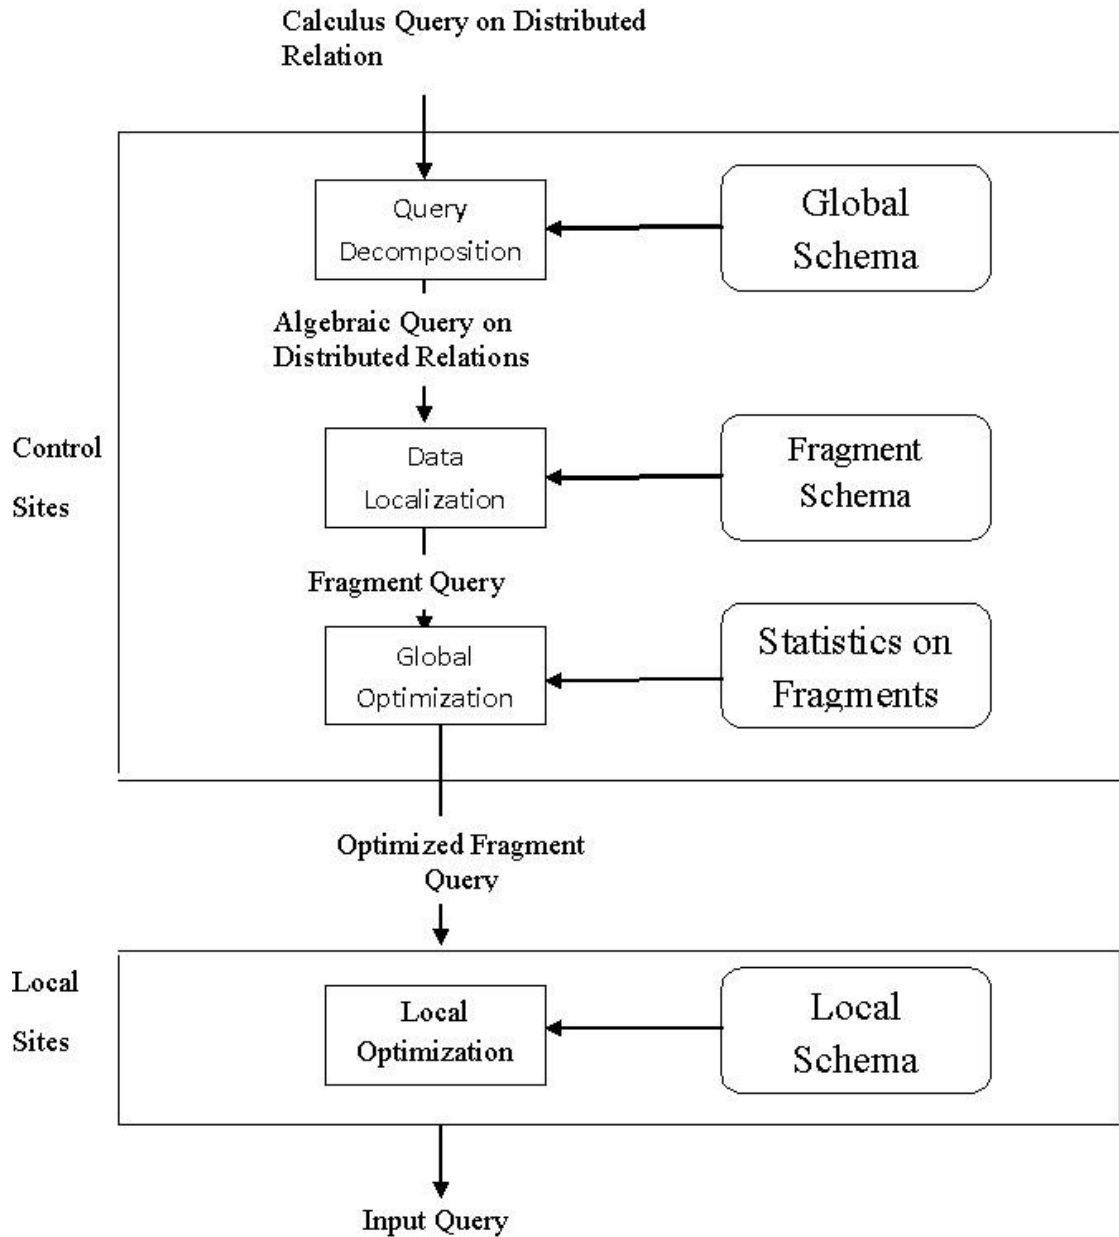 Calculus Query on Distributed
Relation
Query
Decomposition
Global
Schema
Algebraic Query on
Distributed Relations
Control
Sites
Data
Localization
Fragment
Schema
Fragment Query
Global
Optimization
Statistics on
Fragments
Optimized Fragment
Query
Local
Sites
Local
Optimization
Local
Schema
Input Query